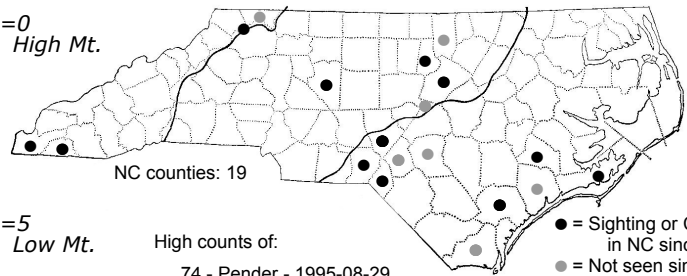 =0
High Mt.
NC counties: 19
=5
Low Mt.
High counts of:
74 - Pender - 1995-08-29
= Sighting or
in NC sinc
= Not seen sin